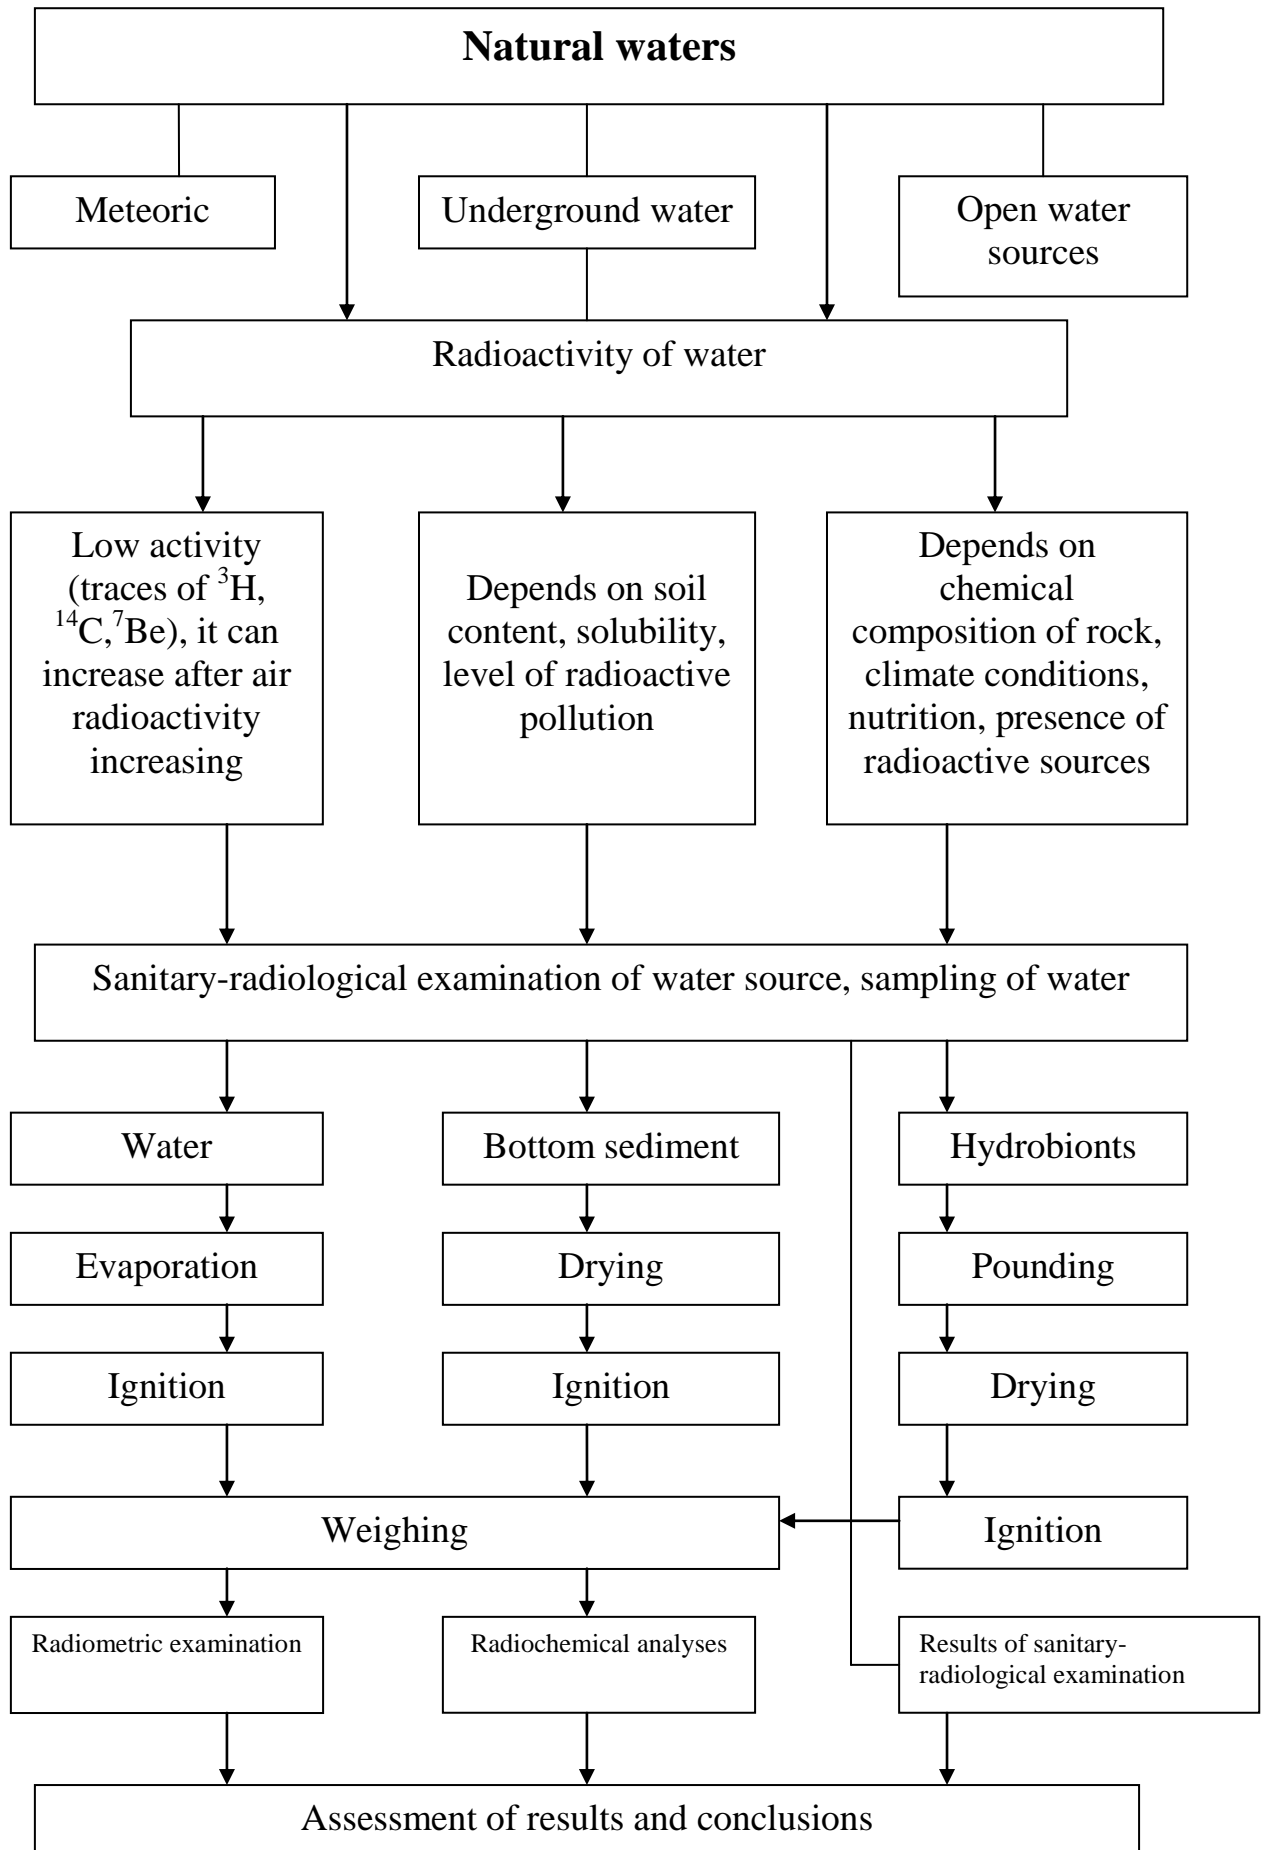 Natural waters
Meteoric
Underground water
Open water
sources
Radioactivity of water
Low activity
(traces of ³H,
¹⁴C,⁷Be), it can
increase after air
radioactivity
increasing
Depends on soil
content, solubility,
level of radioactive
pollution
Depends on
chemical
composition of rock,
climate conditions,
nutrition, presence of
radioactive sources
Sanitary-radiological examination of water source, sampling of water
Water
Bottom sediment
Hydrobionts
Evaporation
Drying
Pounding
Ignition
Ignition
Drying
Weighing
Ignition
Radiometric examination
Radiochemical analyses
Results of sanitary-
radiological examination
Assessment of results and conclusions